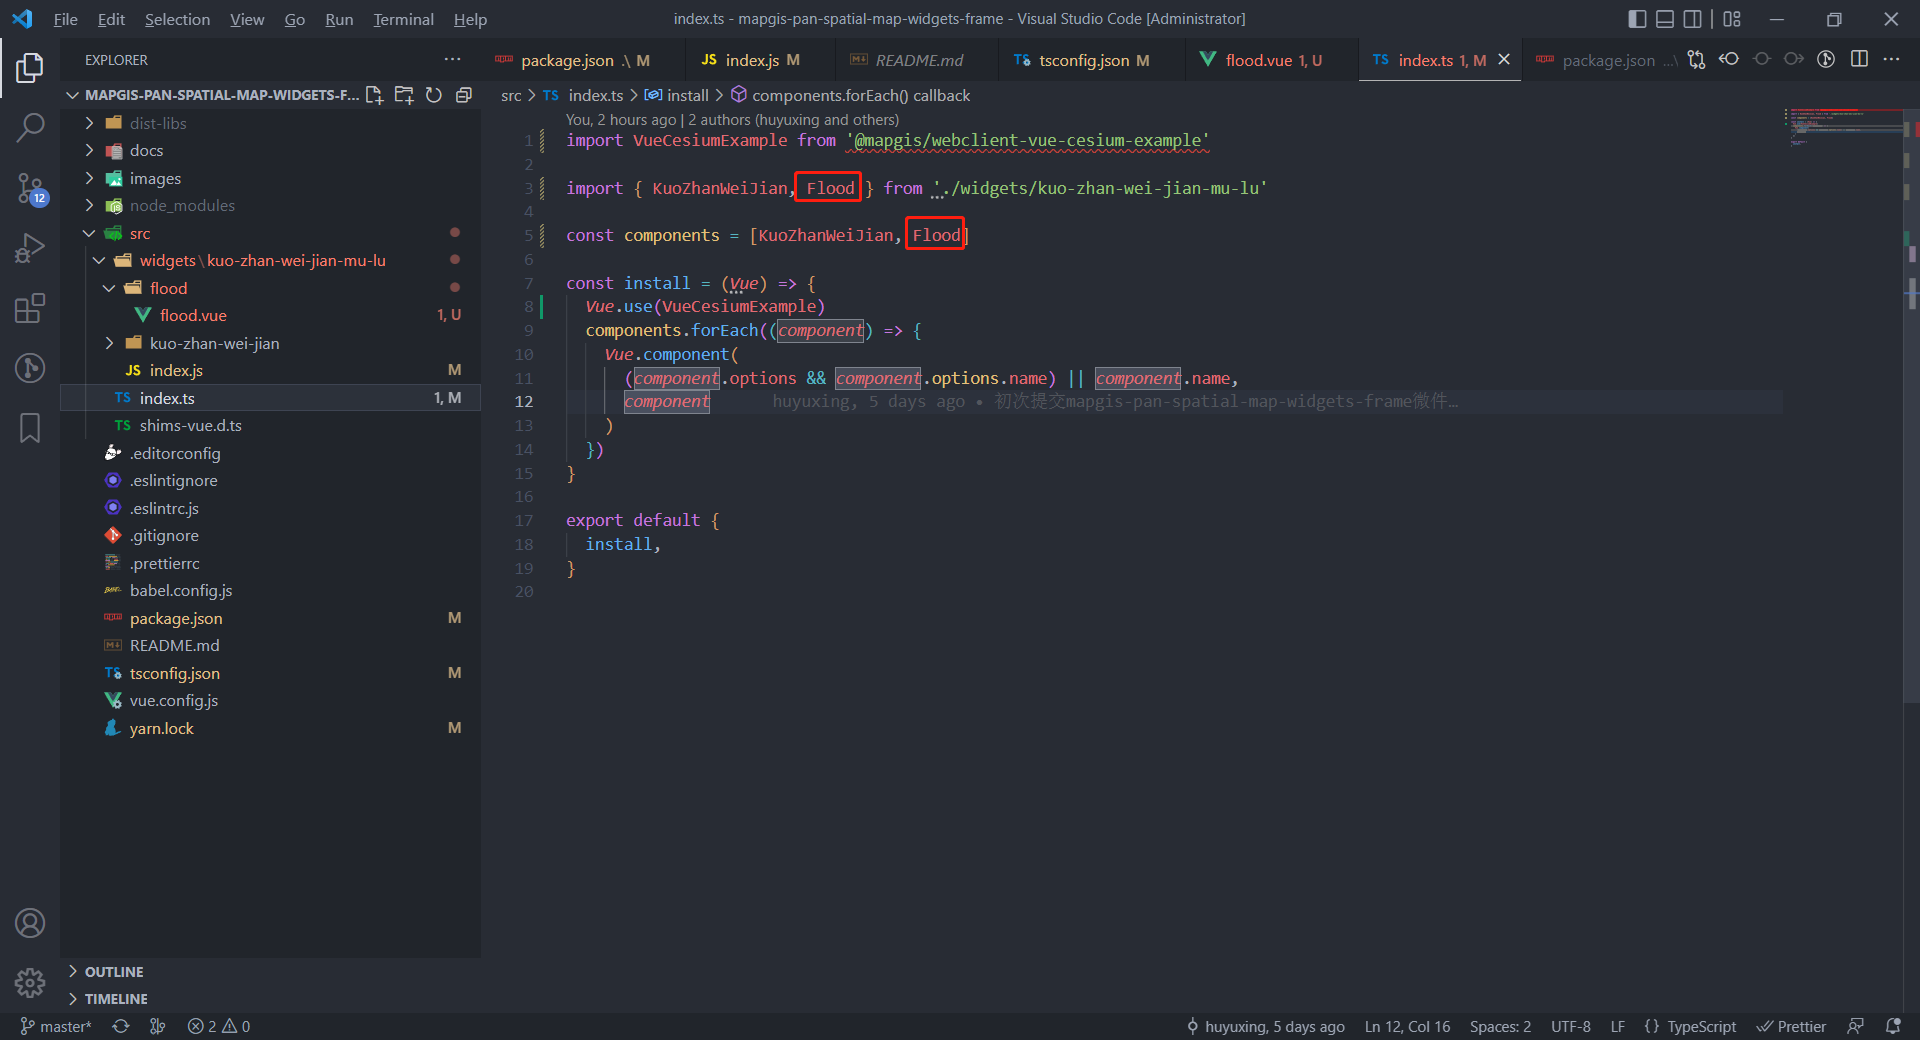 File Edit Selection View Go Run Terminal Help
index.ts - mapgis-pan-spatial-map-widgets-frame - Visual Studio Code [Administrator]
EXPLORER
package.json .\ M
JS index.js M
README.md
TS tsconfig.json M
flood.vue 1, U
TS index.ts 1, M
package.json ...\
MAPGIS-PAN-SPATIAL-MAP-WIDGETS-F...
src > TS index.ts > install > components.forEach() callback
dist-libs
docs
images
node_modules
src
widgets\kuo-zhan-wei-jian-mu-lu
flood
flood.vue 1, U
kuo-zhan-wei-jian
JS index.js M
TS index.ts 1, M
TS shims-vue.d.ts
.editorconfig
.eslintignore
.eslintrc.js
.gitignore
.prettierrc
babel.config.js
package.json M
README.md
TS tsconfig.json M
vue.config.js
yarn.lock M
OUTLINE
TIMELINE
12
You, 2 hours ago | 2 authors (huyuxing and others)
1 import VueCesiumExample from '@mapgis/webclient-vue-cesium-example'
2
3 import { KuoZhanWeiJian, Flood } from './widgets/kuo-zhan-wei-jian-mu-lu'
4
5 const components = [KuoZhanWeiJian, Flood]
6
7 const install = (Vue) => {
8 Vue.use(VueCesiumExample)
9 components.forEach((component) => {
10 Vue.component(
11 (component.options && component.options.name) || component.name,
12 component huyuxing, 5 days ago • 初次提交mapgis-pan-spatial-map-widgets-frame微件…
13 )
14 })
15 }
16
17 export default {
18 install,
19 }
20
master* 2 0
huyuxing, 5 days ago Ln 12, Col 16 Spaces: 2 UTF-8 LF { } TypeScript Prettier